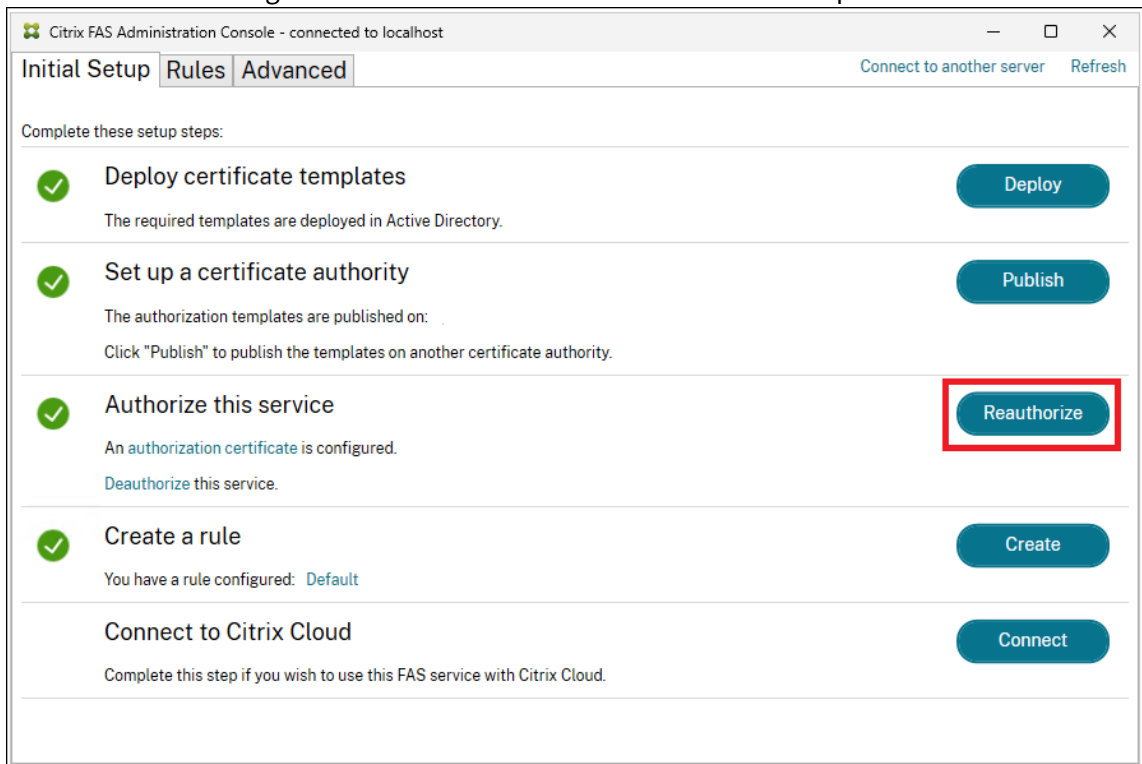 Citrix FAS Administration Console - connected to localhost
Initial Setup Rules Advanced Connect to another server Refresh
Complete these setup steps:
Deploy certificate templates Deploy
The required templates are deployed in Active Directory.
Set up a certificate authority Publish
The authorization templates are published on:
Click "Publish" to publish the templates on another certificate authority.
Authorize this service Reauthorize
An authorization certificate is configured.
Deauthorize this service.
Create a rule Create
You have a rule configured: Default
Connect to Citrix Cloud Connect
Complete this step if you wish to use this FAS service with Citrix Cloud.